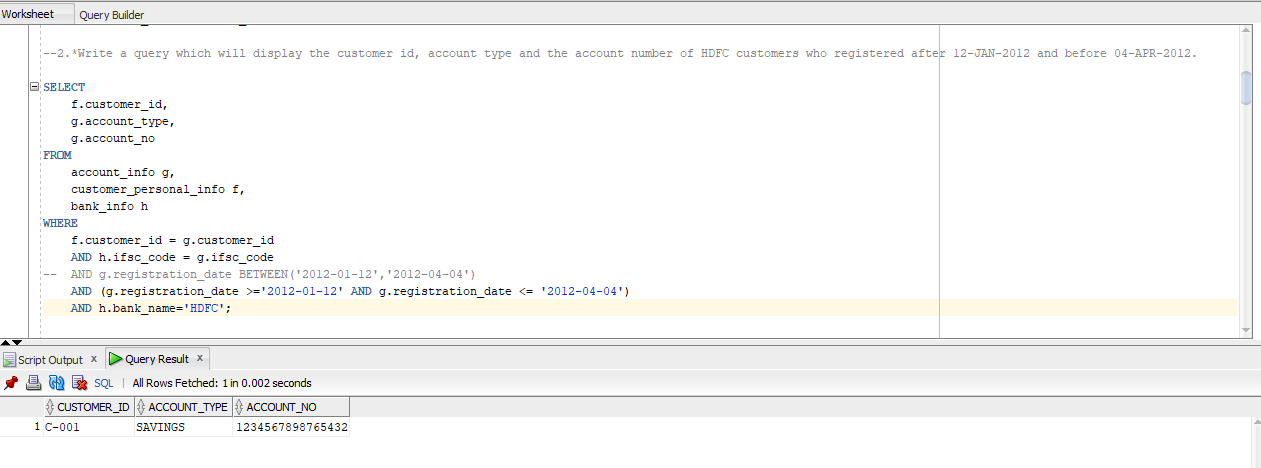 Worksheet Query Builder
--2.*Write a query which will display the customer id, account type and the account number of HDFC customers who registered after 12-JAN-2012 and before 04-APR-2012.
SELECT
f.customer_id,
g.account_type,
g.account_no
FROM
account_info g,
customer_personal_info f,
bank_info h
WHERE
f.customer_id = g.customer_id
AND h.ifsc_code = g.ifsc_code
-- AND g.registration_date BETWEEN('2012-01-12','2012-04-04')
AND (g.registration_date >='2012-01-12' AND g.registration_date <= '2012-04-04')
AND h.bank_name='HDFC';
Script Output x Query Result x
SQL | All Rows Fetched: 1 in 0.002 seconds
CUSTOMER_ID ACCOUNT_TYPE ACCOUNT_NO
1 C-001 SAVINGS 1234567898765432